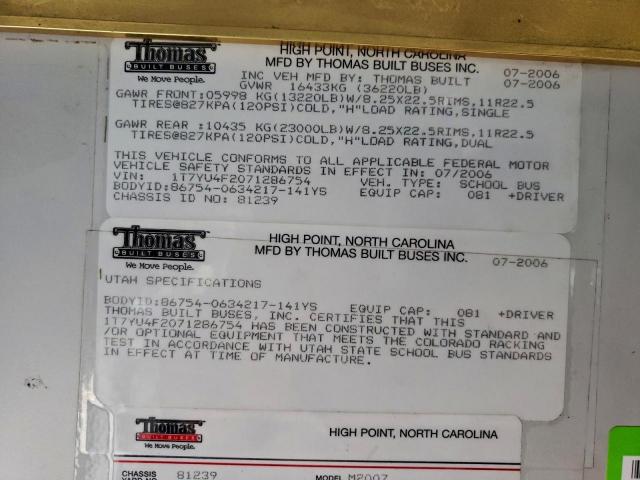 Thomas
BUILT BUSES
We Move People.
HIGH POINT, NORTH CAROLINA
MFD BY THOMAS BUILT BUSES INC. 07-2006
INC VEH MFD BY: THOMAS BUILT 07-2006
GVWR 16433KG (36220LB)
GAWR FRONT:05998 KG(13220LB)W/8.25X22.5RIMS,11R22.5
TIRES@827KPA(120PSI)COLD,"H"LOAD RATING,SINGLE
GAWR REAR :10435 KG(23000LB)W/8.25X22.5RIMS,11R22.5
TIRES@827KPA(120PSI)COLD,"H"LOAD RATING,DUAL
THIS VEHICLE CONFORMS TO ALL APPLICABLE FEDERAL MOTOR
VEHICLE SAFETY STANDARDS IN EFFECT IN: 07/2006
VIN: 1T7YU4F2071286754 VEH. TYPE: SCHOOL BUS
BODYID:86754-0634217-141YS EQUIP CAP: 081 +DRIVER
CHASSIS ID NO: 81239
Thomas
BUILT BUSES
We Move People.
HIGH POINT, NORTH CAROLINA
MFD BY THOMAS BUILT BUSES INC. 07-2006
UTAH SPECIFICATIONS
BODYID:86754-0634217-141YS EQUIP CAP: 081 +DRIVER
THOMAS BUILT BUSES, INC. CERTIFIES THAT THIS
1T7YU4F2071286754 HAS BEEN CONSTRUCTED WITH STANDARD AND
/OR OPTIONAL EQUIPMENT THAT MEETS THE COLORADO RACKING
TEST IN ACCORDANCE WITH UTAH STATE SCHOOL BUS STANDARDS
IN EFFECT AT TIME OF MANUFACTURE.
Thomas
BUILT BUSES
We Move People.
HIGH POINT, NORTH CAROLINA
CHASSIS 81239 MODEL M2007
YARD NO